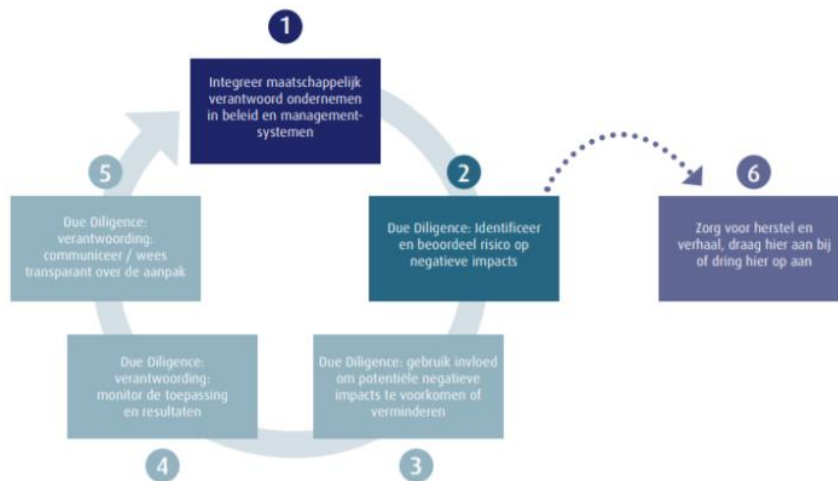 1
Integreer maatschappelijk
verantwoord ondernemen
in beleid en management-
systemen
2
Due Diligence: Identificeer
en beoordeel risico op
negatieve impacts
3
Due Diligence: gebruik invloed
om potentiële negatieve
impacts te voorkomen of
verminderen
4
Due Diligence:
verantwoording:
monitor de toepassing
en resultaten
5
Due Diligence:
verantwoording:
communiceer / wees
transparant over de aanpak
6
Zorg voor herstel en
verhaal, draag hier aan bij
of dring hier op aan